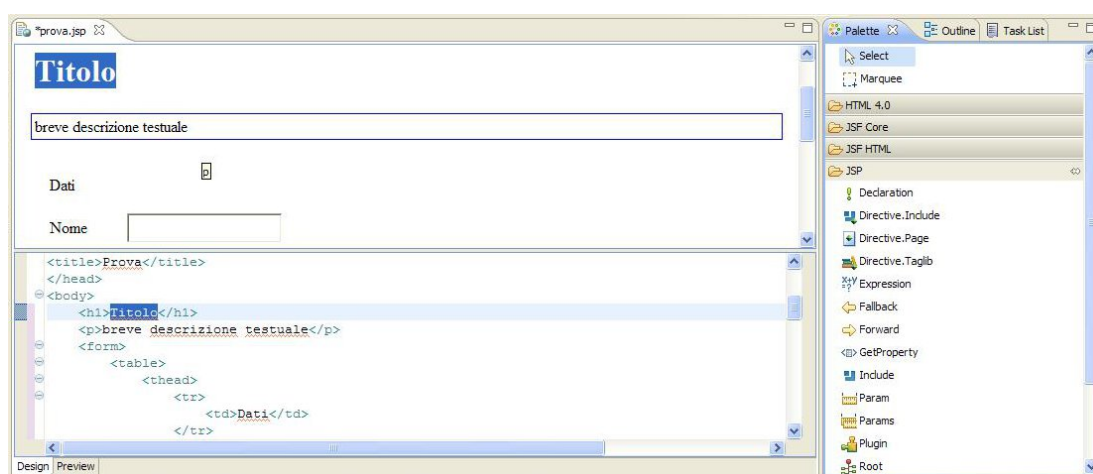 *prova.jsp
Titolo
breve descrizione testuale
p
Dati
Nome
<title>Prova</title>
</head>
<body>
<h1>Titolo</h1>
<p>breve descrizione testuale</p>
<form>
<table>
<thead>
<tr>
<td>Dati</td>
</tr>
Design Preview
Palette Outline Task List
Select
Marquee
HTML 4.0
JSF Core
JSF HTML
JSP
Declaration
Directive.Include
Directive.Page
Directive.Taglib
X+Y =? Expression
Fallback
Forward
GetProperty
Include
Param
Params
Plugin
Root